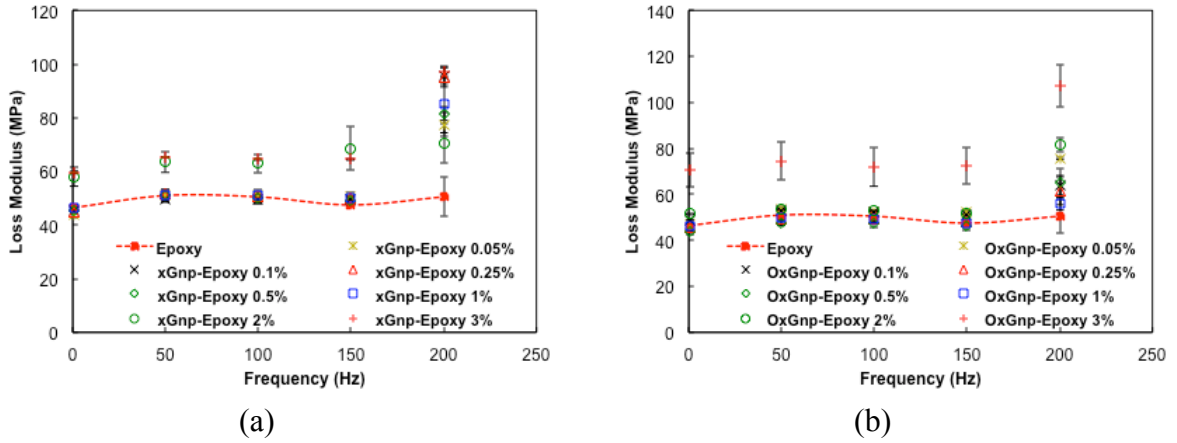 120
100
80
60
40
20
0
Loss Modulus (MPa)
Epoxy
xGnp-Epoxy 0.05%
xGnp-Epoxy 0.1%
xGnp-Epoxy 0.25%
xGnp-Epoxy 0.5%
xGnp-Epoxy 1%
xGnp-Epoxy 2%
xGnp-Epoxy 3%
0 50 100 150 200 250
Frequency (Hz)
(a)
140
120
100
80
60
40
20
0
Loss Modulus (MPa)
Epoxy
OxGnp-Epoxy 0.05%
OxGnp-Epoxy 0.1%
OxGnp-Epoxy 0.25%
OxGnp-Epoxy 0.5%
OxGnp-Epoxy 1%
OxGnp-Epoxy 2%
OxGnp-Epoxy 3%
0 50 100 150 200 250
Frequency (Hz)
(b)